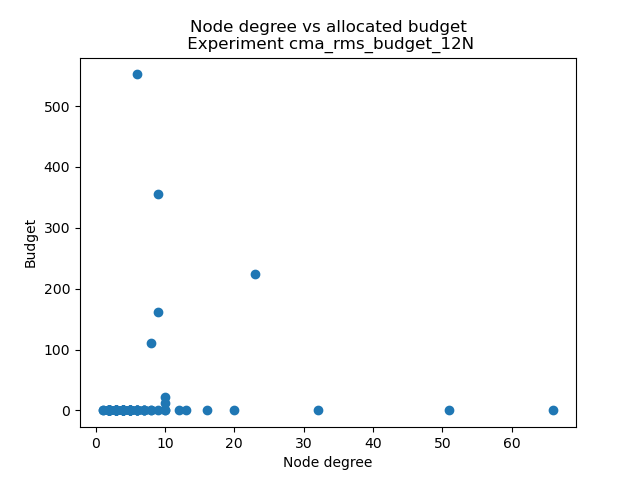 Node degree vs allocated budget
Experiment cma_rms_budget_12N
500
400
300
200
100
0
Budget
0 10 20 30 40 50 60
Node degree